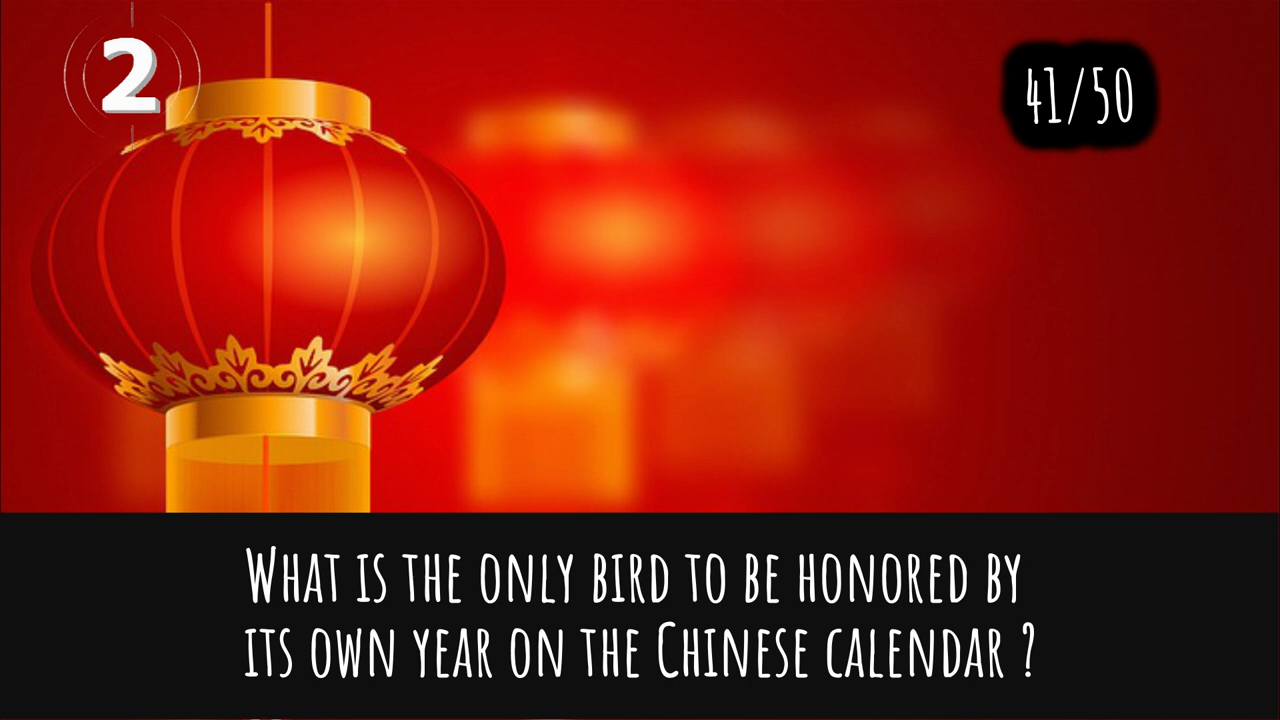 2
41/50
What is the only bird to be honored by
its own year on the Chinese calendar ?